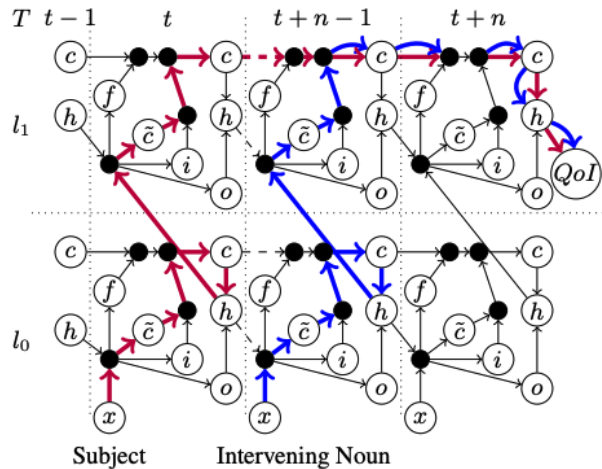 T t − 1 t t + n − 1 t + n
c c c c
f f f
l₁ h c̃ h c̃ h c̃ h
i i i QoI
o o o
c c c c
f f f
h h h h
l₀ c̃ c̃ c̃
i i i
o o o
x x x
Subject Intervening Noun